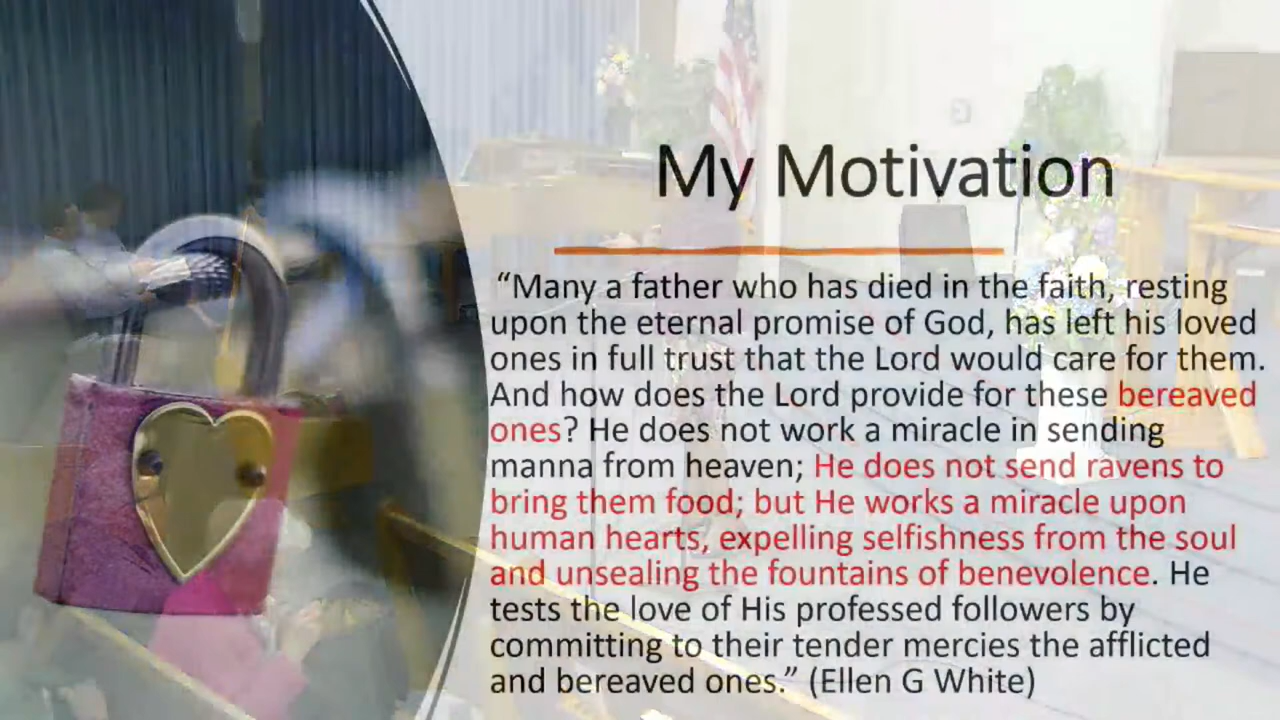 My Motivation
“Many a father who has died in the faith, resting
upon the eternal promise of God, has left his loved
ones in full trust that the Lord would care for them.
And how does the Lord provide for these bereaved
ones? He does not work a miracle in sending
manna from heaven; He does not send ravens to
bring them food; but He works a miracle upon
human hearts, expelling selfishness from the soul
and unsealing the fountains of benevolence. He
tests the love of His professed followers by
committing to their tender mercies the afflicted
and bereaved ones.” (Ellen G White)